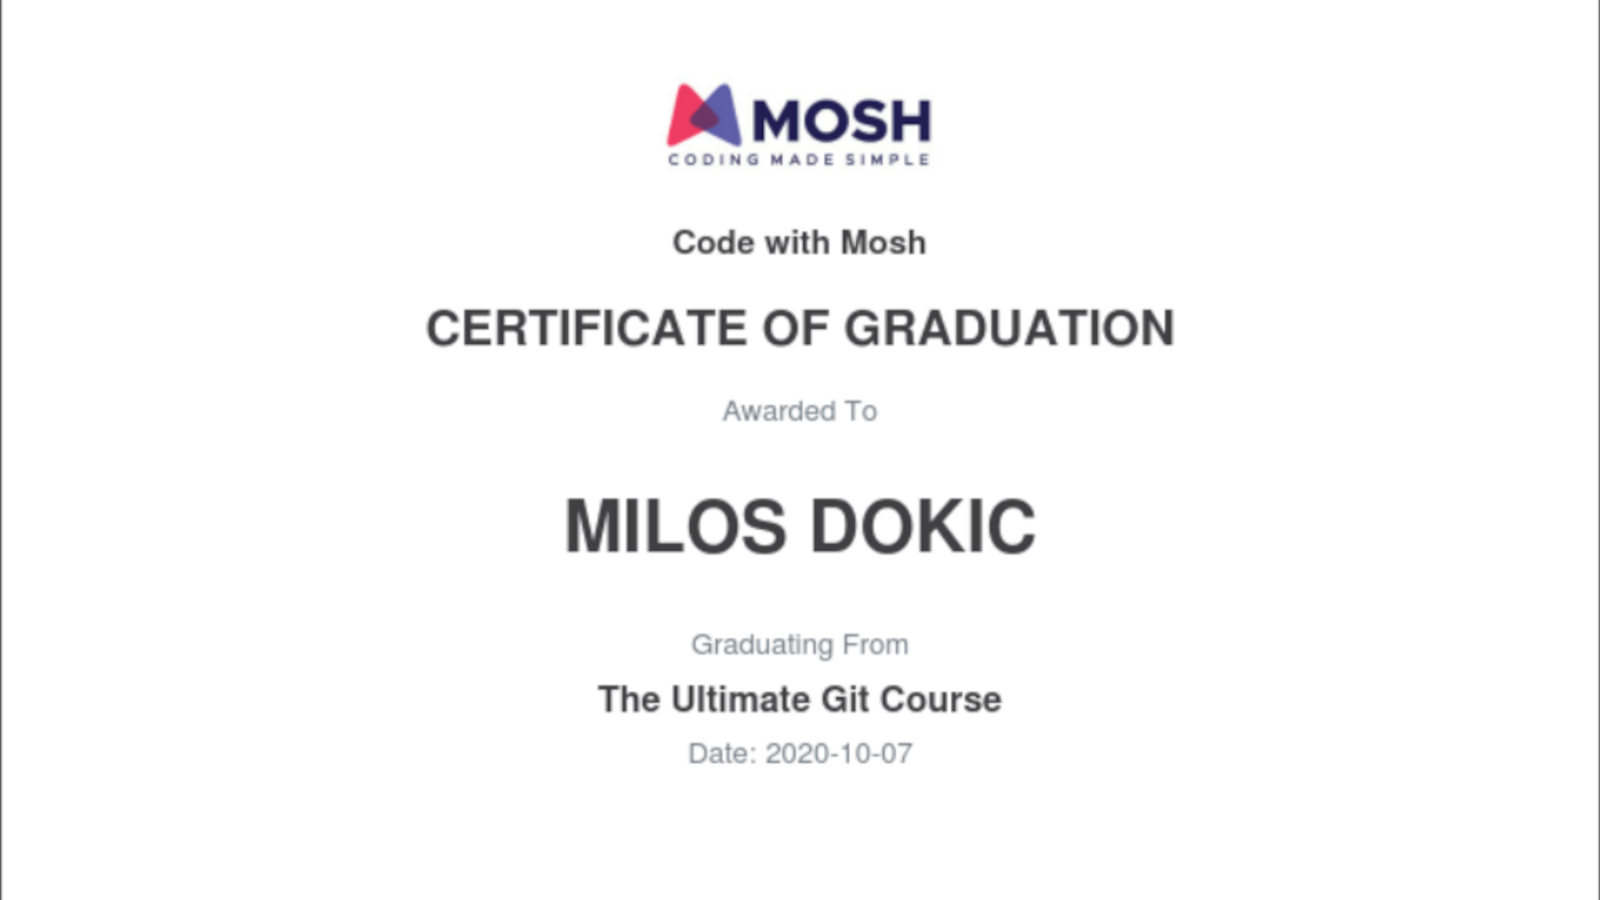 MOSH
CODING MADE SIMPLE
Code with Mosh
CERTIFICATE OF GRADUATION
Awarded To
MILOS DOKIC
Graduating From
The Ultimate Git Course
Date: 2020-10-07